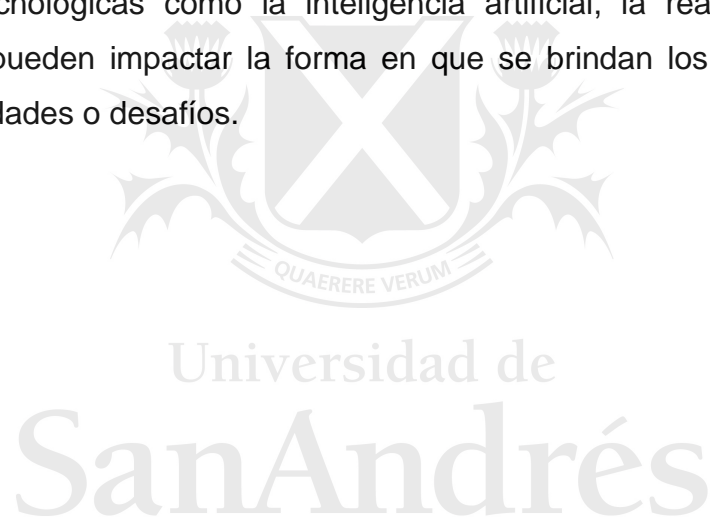 cnológicas como la inteligencia artificial, la rea
pueden impactar la forma en que se brindan los
dades o desafíos.
QUAERERE VERUM
Universidad de
SanAndrés